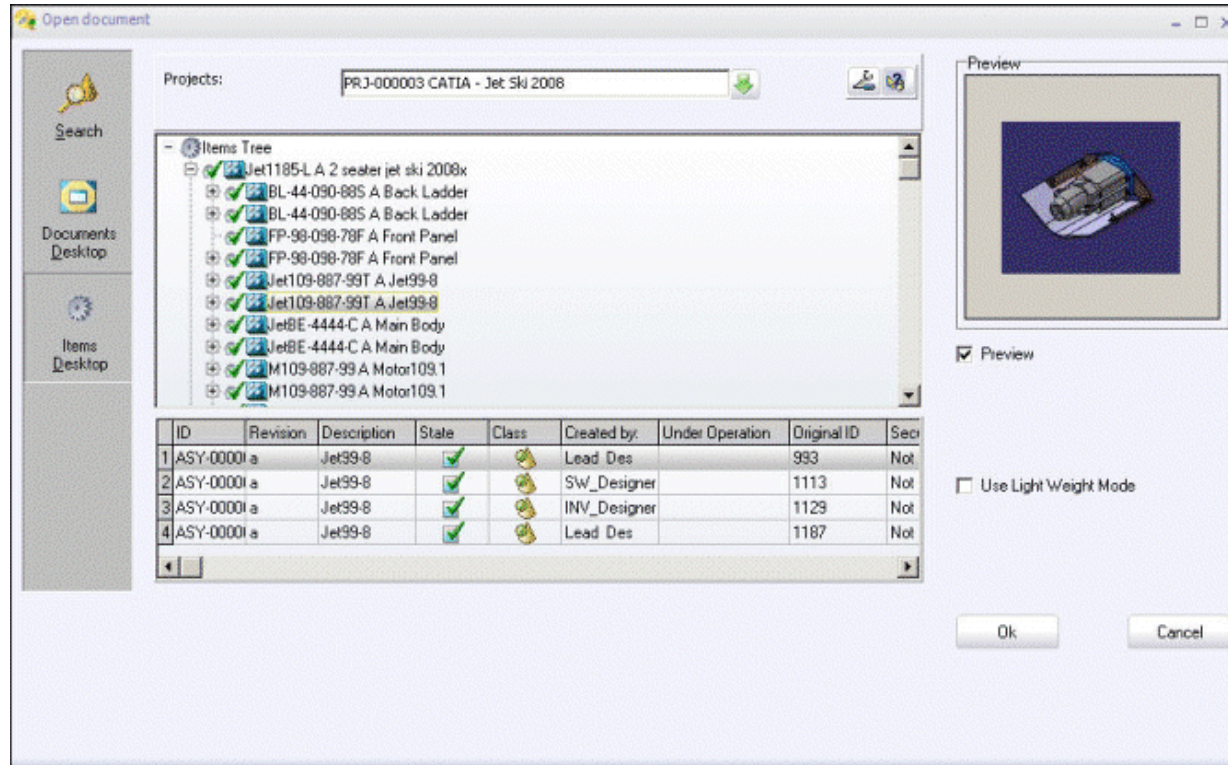 Open document
Search
Documents
Desktop
Items
Desktop
Projects:
PRJ-000003 CATIA - Jet Ski 2008
Items Tree
Jet1185-L A 2 seater jet ski 2008x
BL-44-090-88S A Back Ladder
BL-44-090-88S A Back Ladder
FP-98-098-78F A Front Panel
FP-98-098-78F A Front Panel
Jet109-887-99T A Jet99-8
Jet109-887-99T A Jet99-8
JetBE-4444-C A Main Body
JetBE-4444-C A Main Body
M109-887-99 A Motor109.1
M109-887-99 A Motor109.1
ID Revision Description State Class Created by: Under Operation Original ID Secu
1 ASY-0000 a Jet99-8 Lead Des 993 Not
2 ASY-0000 a Jet99-8 SW_Designer 1113 Not
3 ASY-0000 a Jet99-8 INV_Designer 1129 Not
4 ASY-0000 a Jet99-8 Lead Des 1187 Not
Preview
Preview
Use Light Weight Mode
Ok
Cancel